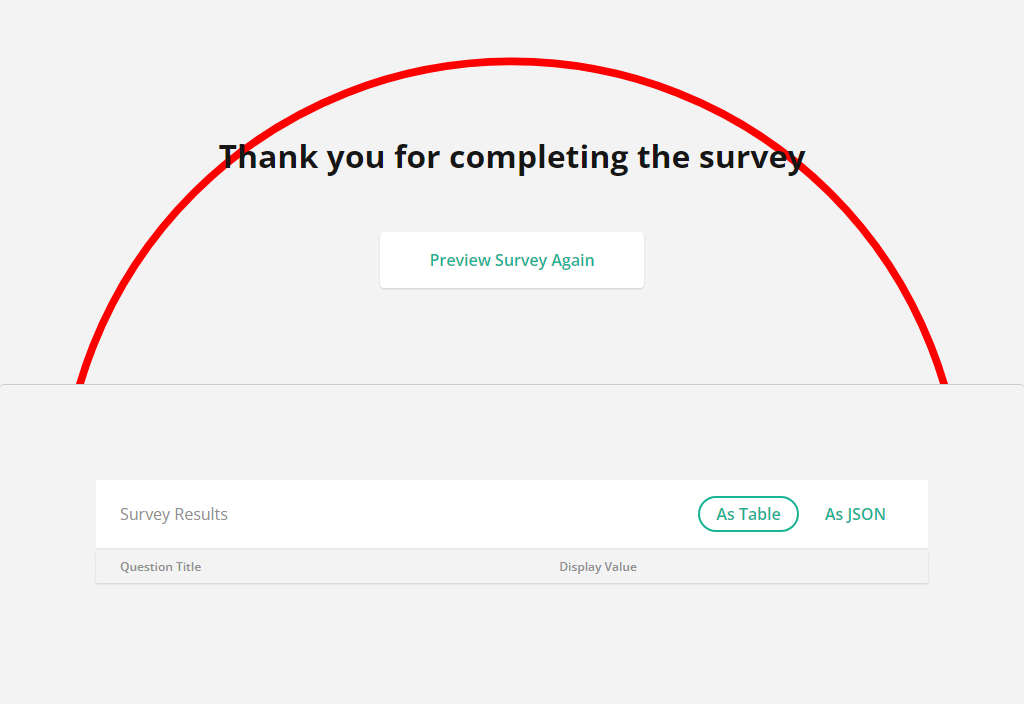 Thank you for completing the survey
Preview Survey Again
Survey Results
As Table
As JSON
Question Title
Display Value